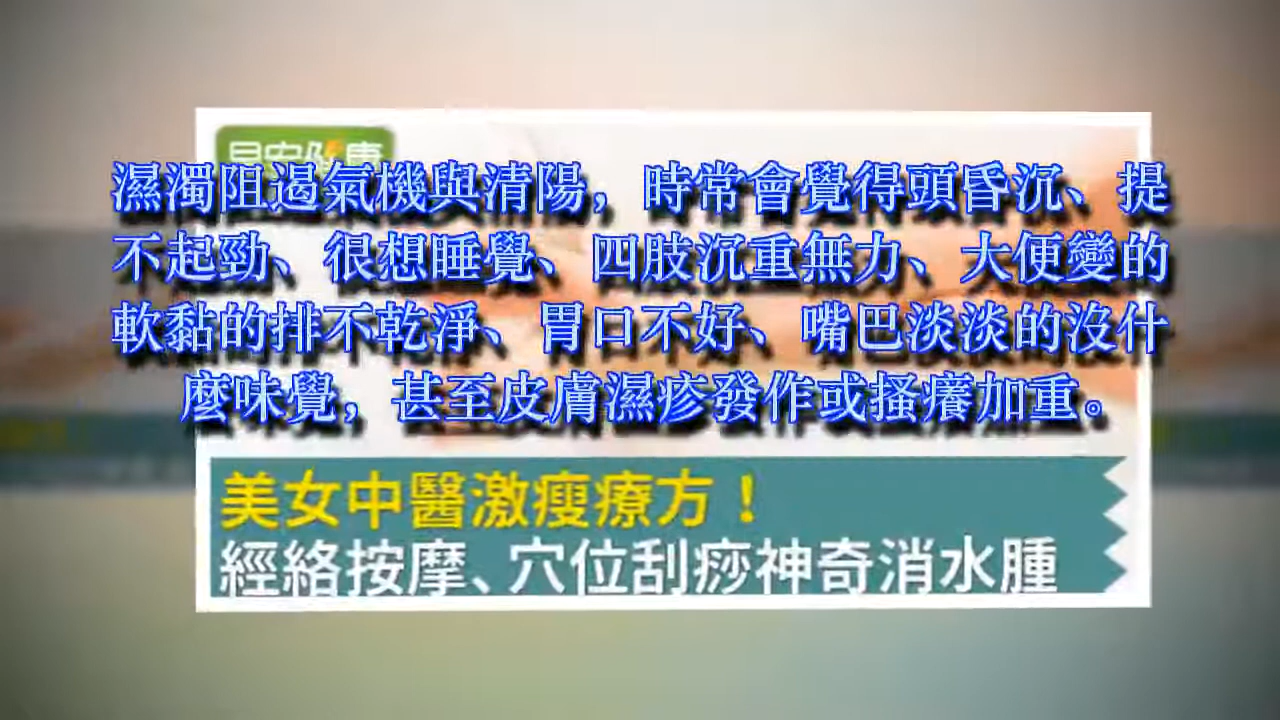 早安健康
濕濁阻遏氣機與清陽，時常會覺得頭昏沉、提
不起勁、很想睡覺、四肢沉重無力、大便變的
軟黏的排不乾淨、胃口不好、嘴巴淡淡的沒什
麼味覺，甚至皮膚濕疹發作或搔癢加重。
美女中醫激瘦療方！
經絡按摩、穴位刮痧神奇消水腫